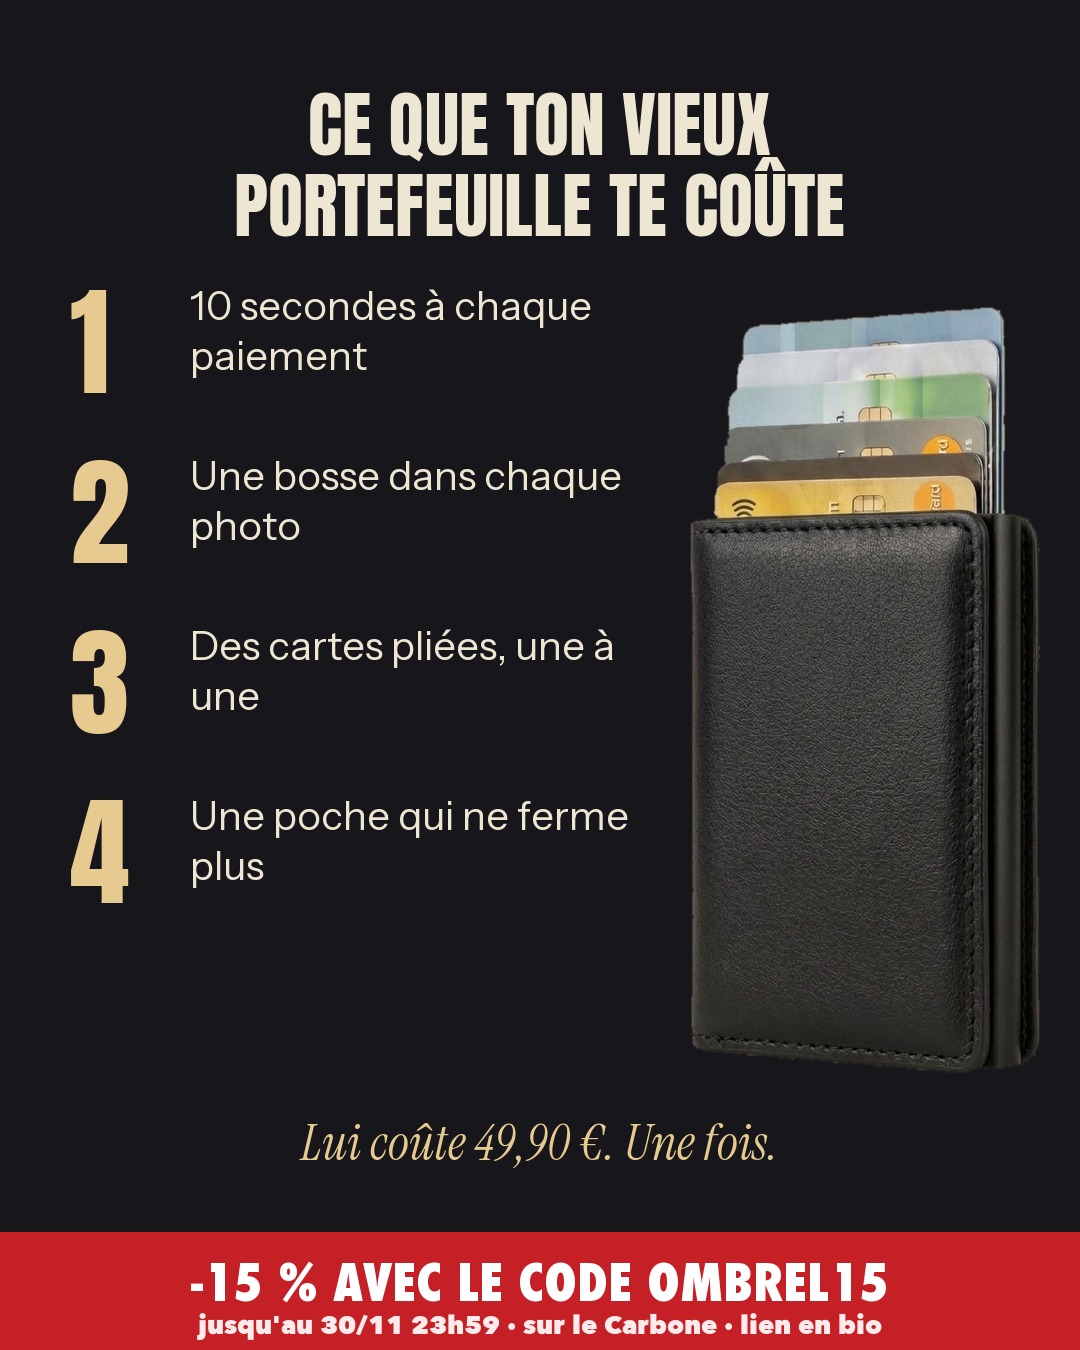 CE QUE TON VIEUX
PORTEFEUILLE TE COÛTE
1
10 secondes à chaque
paiement
2
Une bosse dans chaque
photo
3
Des cartes pliées, une à
une
4
Une poche qui ne ferme
plus
Lui coûte 49,90 €. Une fois.
-15 % AVEC LE CODE OMBREL15
jusqu'au 30/11 23h59 • sur le Carbone • lien en bio